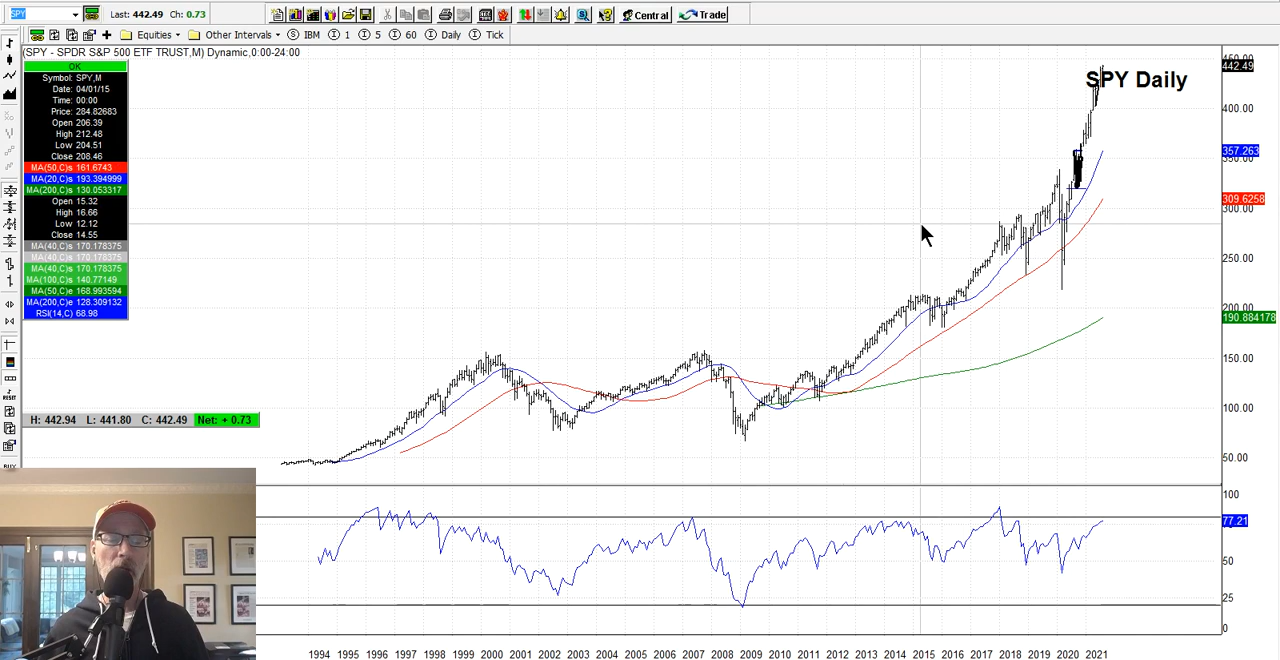 SPY Last: 442.49 Ch: 0.73 Central Trade
Equities Other Intervals IBM 1 5 60 Daily Tick
(SPY - SPDR S&P 500 ETF TRUST,M) Dynamic,0:00-24:00
OK
Symbol: SPY,M
Date: 04/01/15
Time: 00:00
Price: 284.82683
Open 206.39
High 212.48
Low 204.51
Close 208.46
MA(50,C)s 161.6743
MA(20,C)s 193.394999
MA(200,C)s 130.053317
Open 15.32
High 16.66
Low 12.12
Close 14.55
MA(40,C)s 170.178375
MA(40,C)s 170.178375
MA(40,C)s 170.178375
MA(100,C)s 140.77149
MA(50,C)e 168.993594
MA(200,C)e 128.309132
RSI(14,C) 68.98
RESET
BUY
SPY Daily
450.00
442.49
400.00
357.263
350.00
309.6258
300.00
250.00
200.00
190.884178
150.00
100.00
50.00
H: 442.94 L: 441.80 C: 442.49 Net: + 0.73
100
77.21
50
25
0
1994 1995 1996 1997 1998 1999 2000 2001 2002 2003 2004 2005 2006 2007 2008 2009 2010 2011 2012 2013 2014 2015 2016 2017 2018 2019 2020 2021